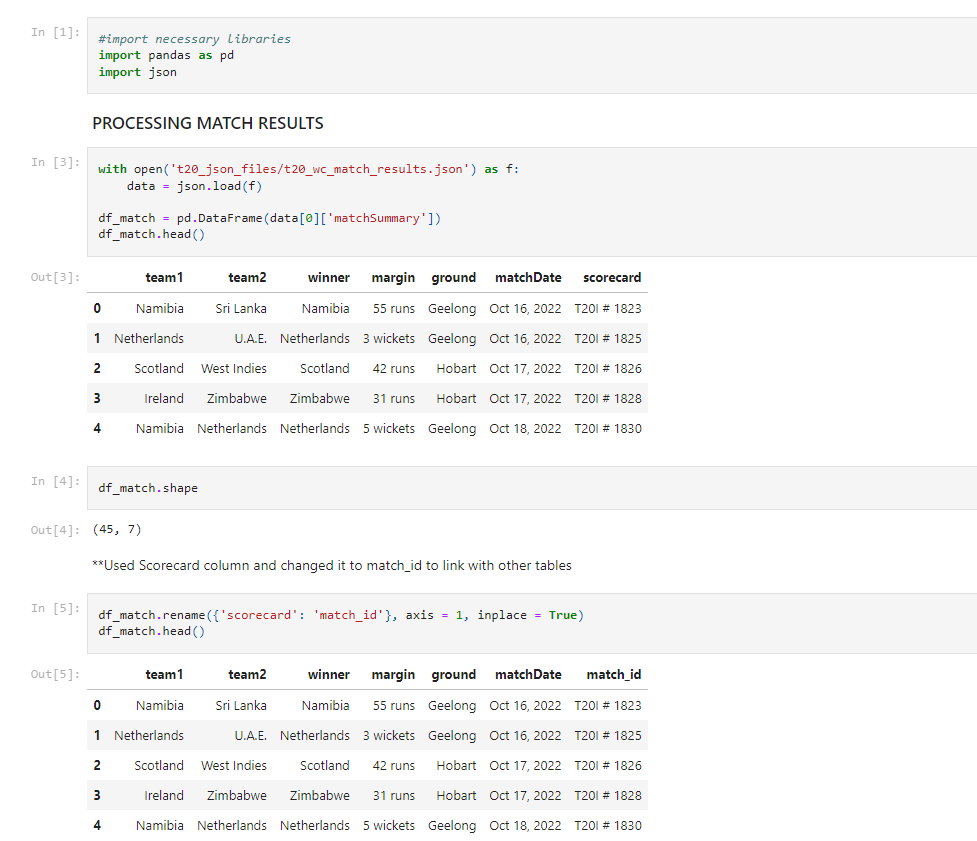 In [1]:
#import necessary libraries
import pandas as pd
import json
PROCESSING MATCH RESULTS
In [3]:
with open('t20_json_files/t20_wc_match_results.json') as f:
    data = json.load(f)
df_match = pd.DataFrame(data[0]['matchSummary'])
df_match.head()
Out[3]:
team1 team2 winner margin ground matchDate scorecard
0 Namibia Sri Lanka Namibia 55 runs Geelong Oct 16, 2022 T20I # 1823
1 Netherlands U.A.E. Netherlands 3 wickets Geelong Oct 16, 2022 T20I # 1825
2 Scotland West Indies Scotland 42 runs Hobart Oct 17, 2022 T20I # 1826
3 Ireland Zimbabwe Zimbabwe 31 runs Hobart Oct 17, 2022 T20I # 1828
4 Namibia Netherlands Netherlands 5 wickets Geelong Oct 18, 2022 T20I # 1830
In [4]:
df_match.shape
Out[4]:
(45, 7)
**Used Scorecard column and changed it to match_id to link with other tables
In [5]:
df_match.rename({'scorecard': 'match_id'}, axis = 1, inplace = True)
df_match.head()
Out[5]:
team1 team2 winner margin ground matchDate match_id
0 Namibia Sri Lanka Namibia 55 runs Geelong Oct 16, 2022 T20I # 1823
1 Netherlands U.A.E. Netherlands 3 wickets Geelong Oct 16, 2022 T20I # 1825
2 Scotland West Indies Scotland 42 runs Hobart Oct 17, 2022 T20I # 1826
3 Ireland Zimbabwe Zimbabwe 31 runs Hobart Oct 17, 2022 T20I # 1828
4 Namibia Netherlands Netherlands 5 wickets Geelong Oct 18, 2022 T20I # 1830